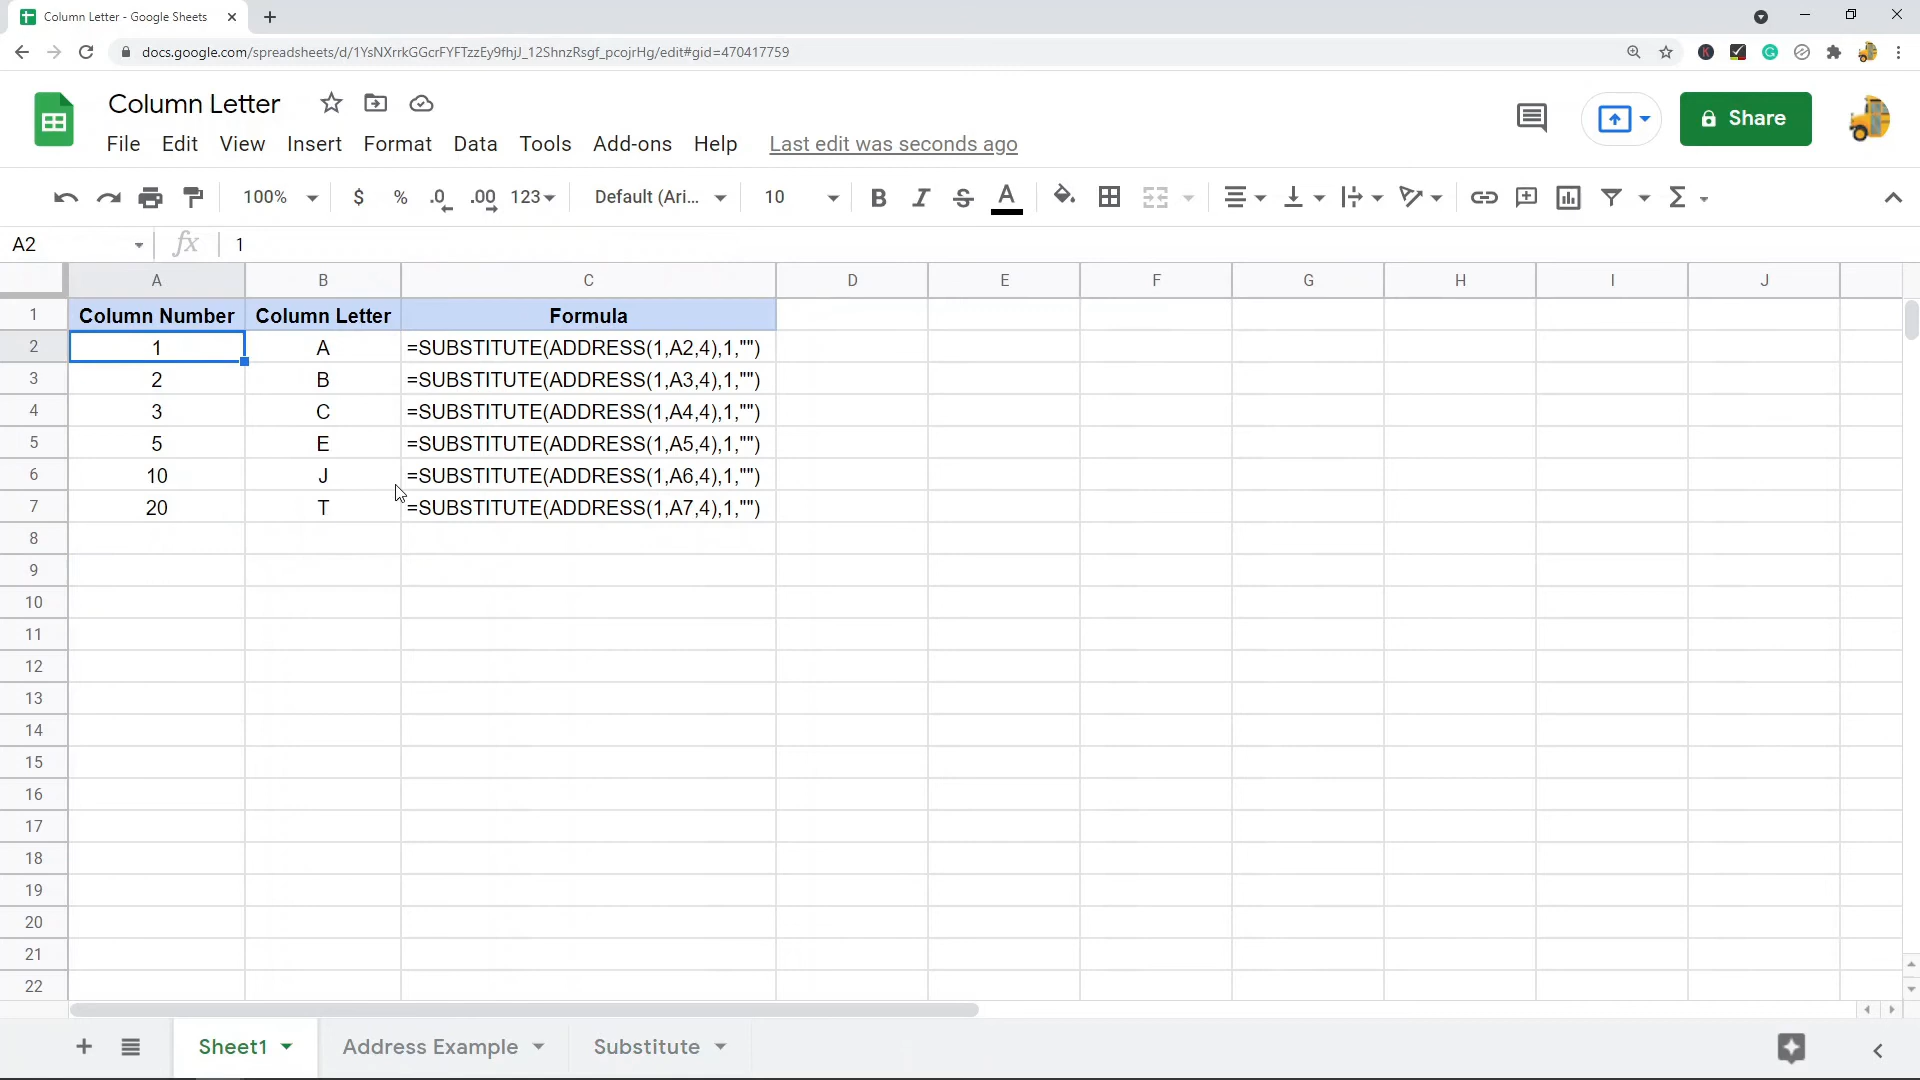 Column Letter - Google Sheets
docs.google.com/spreadsheets/d/1YsNXrrkGGcrFYFTzzEy9fhjJ_12ShnzRsgf_pcojrHg/edit#gid=470417759
Column Letter
Share
File Edit View Insert Format Data Tools Add-ons Help Last edit was seconds ago
100% $ % .0 .00 123 Default (Ari... 10 B I S A Σ
A2 fx 1
A B C D E F G H I J
1 Column Number Column Letter Formula
2 1 A =SUBSTITUTE(ADDRESS(1,A2,4),1,"")
3 2 B =SUBSTITUTE(ADDRESS(1,A3,4),1,"")
4 3 C =SUBSTITUTE(ADDRESS(1,A4,4),1,"")
5 5 E =SUBSTITUTE(ADDRESS(1,A5,4),1,"")
6 10 J =SUBSTITUTE(ADDRESS(1,A6,4),1,"")
7 20 T =SUBSTITUTE(ADDRESS(1,A7,4),1,"")
8
9
10
11
12
13
14
15
16
17
18
19
20
21
22
Sheet1 Address Example Substitute